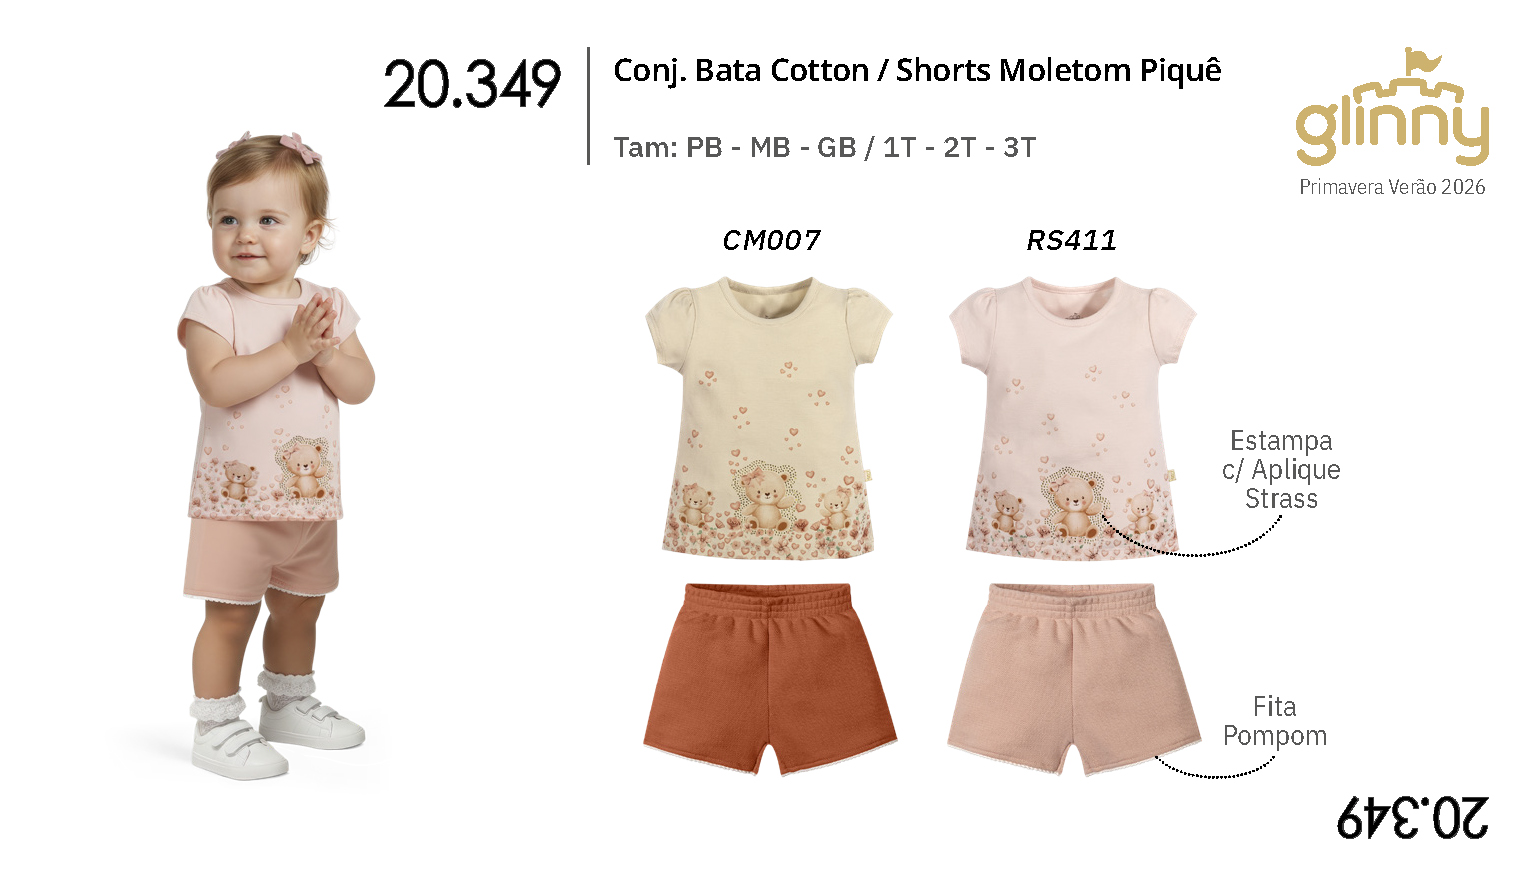 20.349
Conj. Bata Cotton / Shorts Moletom Piquê
Tam: PB - MB - GB / 1T - 2T - 3T
glinny
Primavera Verão 2026
CM007
RS411
Estampa
c/ Aplique
Strass
Fita
Pompom
20.349